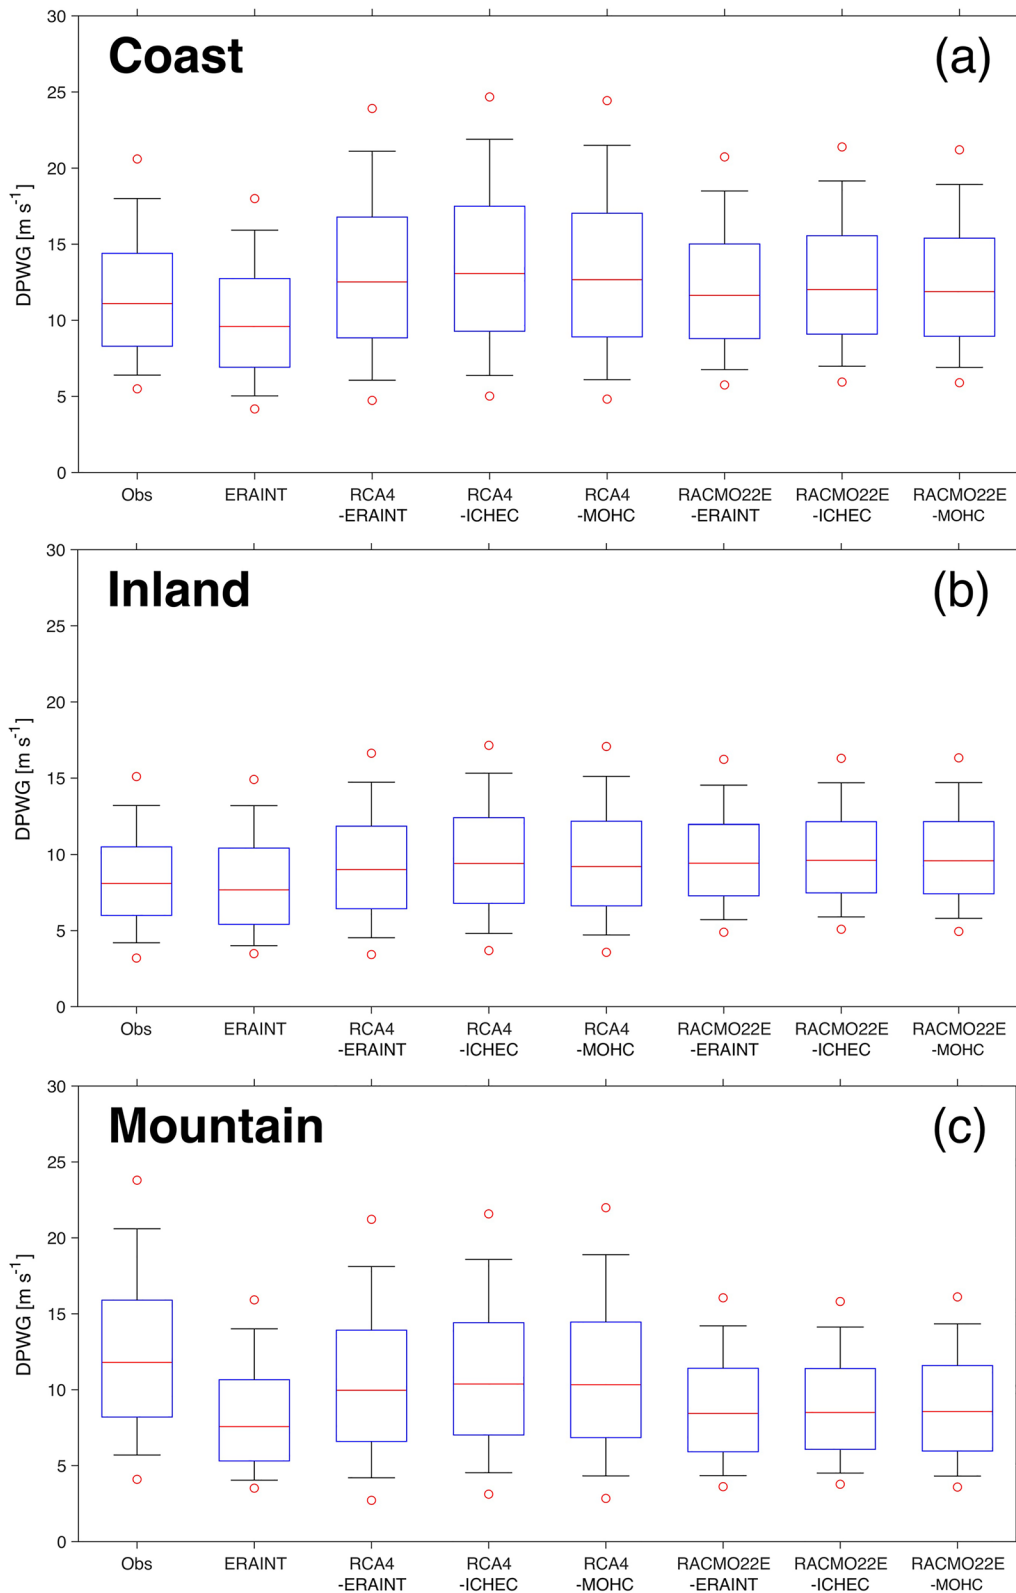 Coast
(a)
30
25
20
15
10
5
0
DPWG [m s⁻¹]
Obs ERAINT RCA4 RCA4 RCA4 RACMO22E RACMO22E RACMO22E
-ERAINT -ICHEC -MOHC -ERAINT -ICHEC -MOHC
Inland
(b)
30
25
20
15
10
5
0
DPWG [m s⁻¹]
Obs ERAINT RCA4 RCA4 RCA4 RACMO22E RACMO22E RACMO22E
-ERAINT -ICHEC -MOHC -ERAINT -ICHEC -MOHC
Mountain
(c)
30
25
20
15
10
5
0
DPWG [m s⁻¹]
Obs ERAINT RCA4 RCA4 RCA4 RACMO22E RACMO22E RACMO22E
-ERAINT -ICHEC -MOHC -ERAINT -ICHEC -MOHC